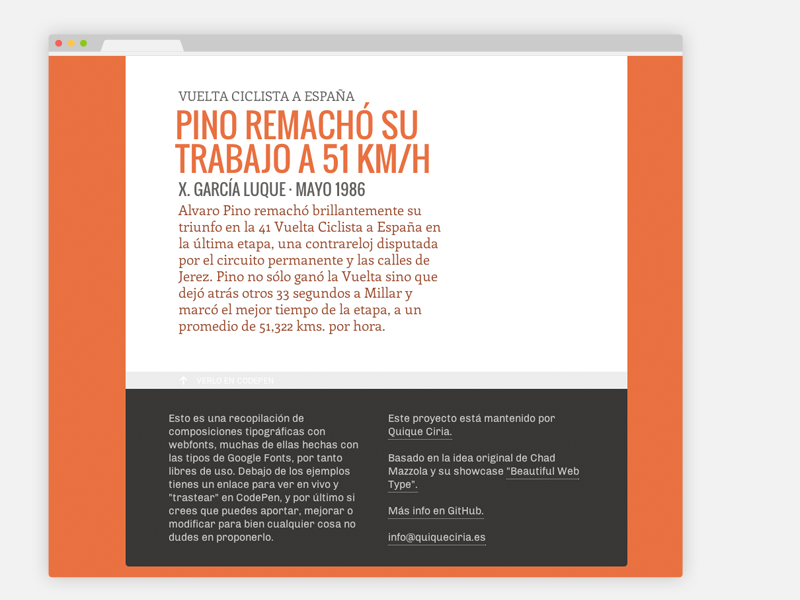 VUELTA CICLISTA A ESPAÑA
PINO REMACHÓ SU
TRABAJO A 51 KM/H
X. GARCÍA LUQUE · MAYO 1986
Alvaro Pino remachó brillantemente su
triunfo en la 41 Vuelta Ciclista a España en
la última etapa, una contrareloj disputada
por el circuito permanente y las calles de
Jerez. Pino no sólo ganó la Vuelta sino que
dejó atrás otros 33 segundos a Millar y
marcó el mejor tiempo de la etapa, a un
promedio de 51,322 kms. por hora.
VERLO EN CODEPEN
Esto es una recopilación de
composiciones tipográficas con
webfonts, muchas de ellas hechas con
las tipos de Google Fonts, por tanto
libres de uso. Debajo de los ejemplos
tienes un enlace para ver en vivo y
"trastear" en CodePen, y por último si
crees que puedes aportar, mejorar o
modificar para bien cualquier cosa no
dudes en proponerlo.
Este proyecto está mantenido por
Quique Ciria.
Basado en la idea original de Chad
Mazzola y su showcase "Beautiful Web
Type".
Más info en GitHub.
info@quiqueciria.es